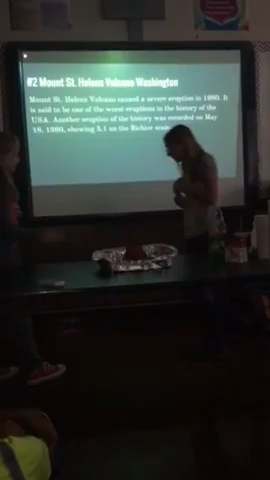 #2 Mount St. Helens Volcano Washington
Mount St. Helens Volcano caused a severe eruption in 1980. It
is said to be one of the worst eruptions in the history of the
USA. Another eruption of the history was recorded on May
18, 1980, showing 5.1 on the Richter scale.